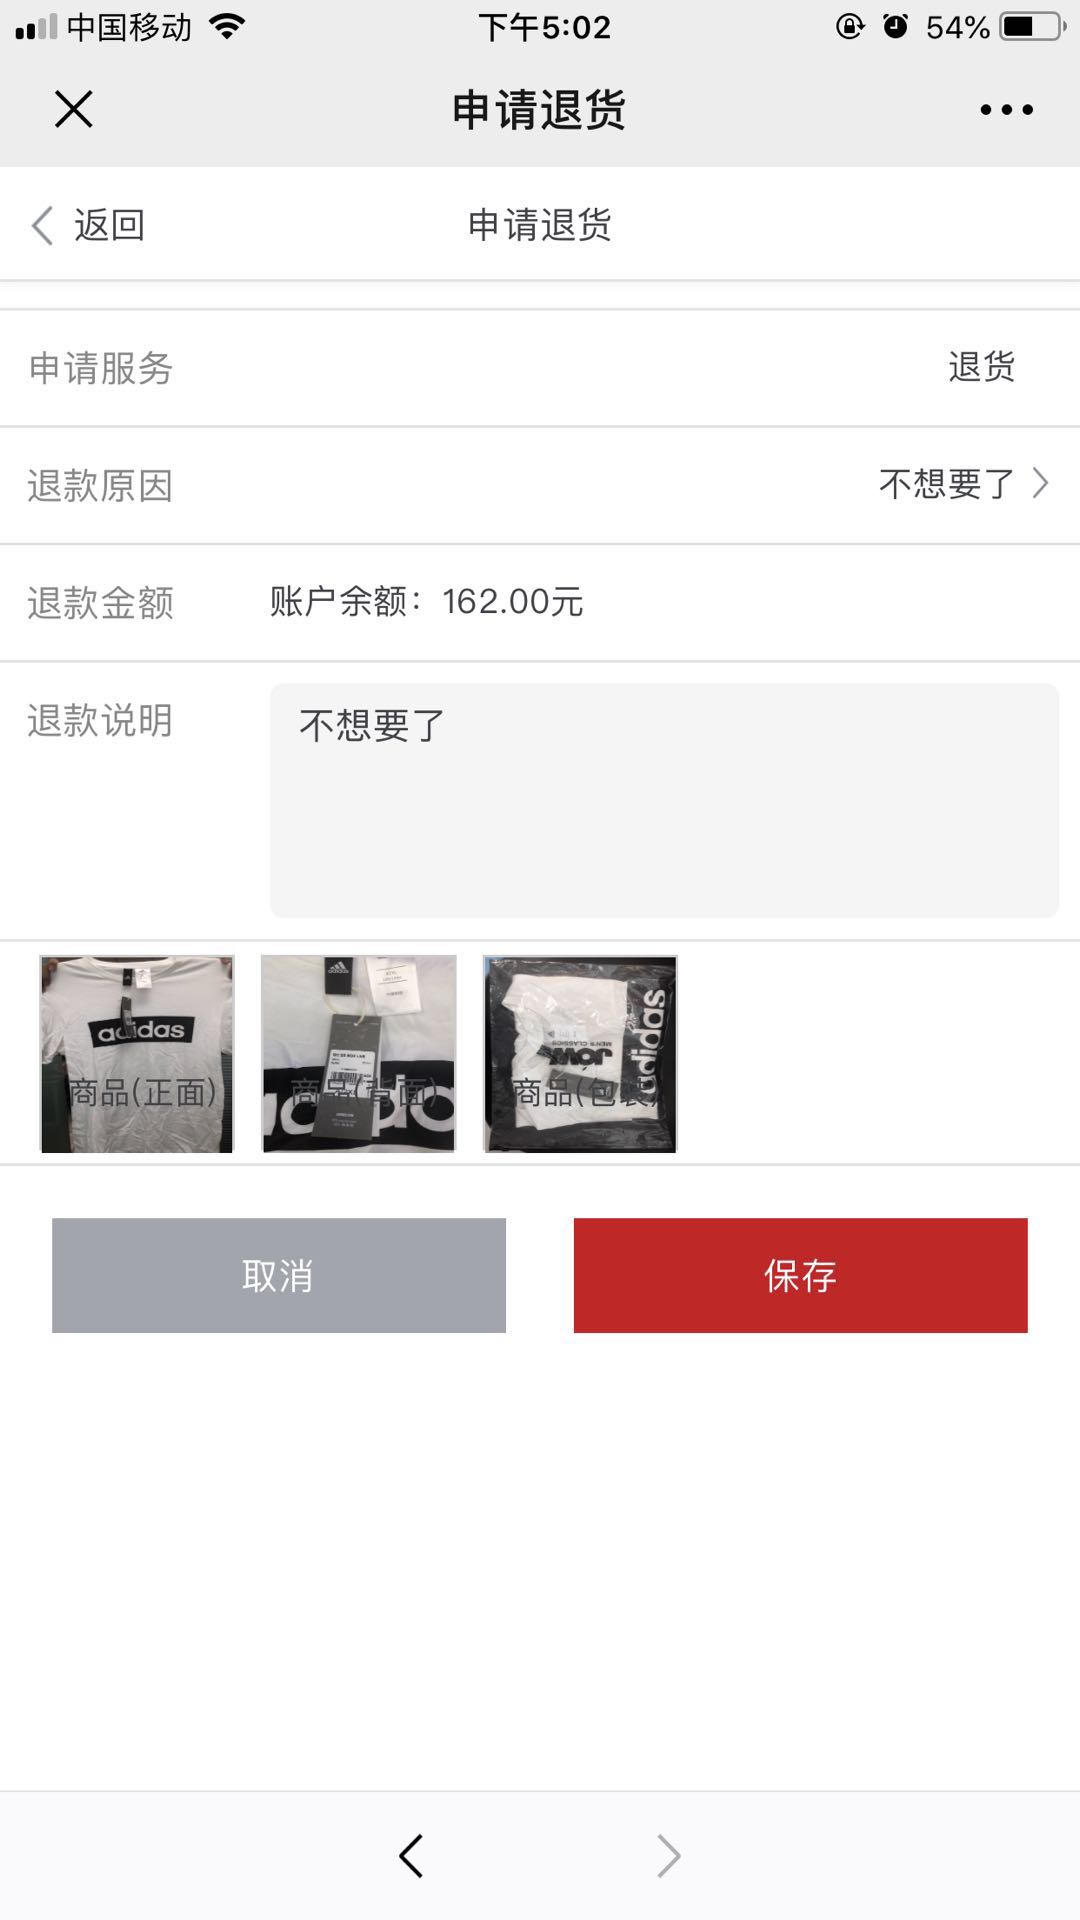 中国移动 下午5:02 54%
申请退货
返回 申请退货
申请服务 退货
退款原因 不想要了
退款金额 账户余额：162.00元
退款说明 不想要了
adidas
adidas
adidas
MEN'S CLASSICS
商品(正面) 商品(背面) 商品(包装)
取消 保存